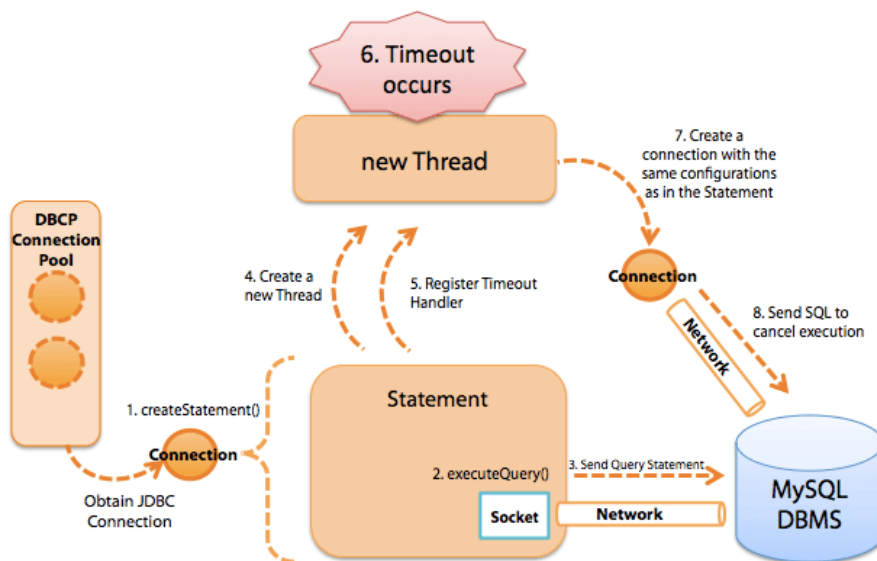 6. Timeout
occurs
new Thread
7. Create a
connection with the
same configurations
as in the Statement
DBCP
Connection
Pool
4. Create a
new Thread
5. Register Timeout
Handler
Connection
8. Send SQL to
cancel execution
Network
1. createStatement()
Connection
Obtain JDBC
Connection
Statement
2. executeQuery()
3. Send Query Statement
Socket
Network
MySQL
DBMS